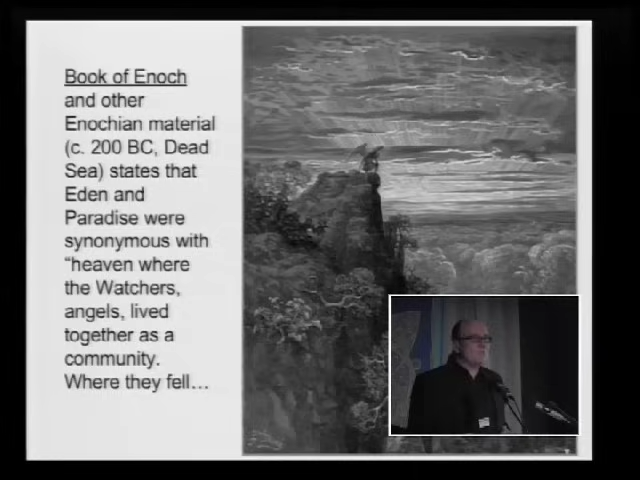 Book of Enoch
and other
Enochian material
(c. 200 BC, Dead
Sea) states that
Eden and
Paradise were
synonymous with
“heaven where
the Watchers,
angels, lived
together as a
community.
Where they fell…